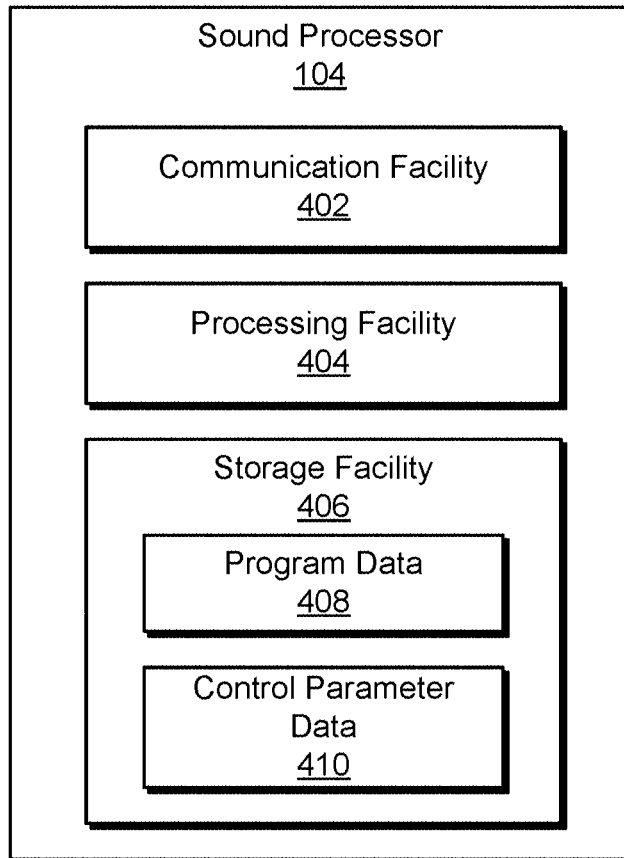 Sound Processor
104
Communication Facility
402
Processing Facility
404
Storage Facility
406
Program Data
408
Control Parameter
Data
410